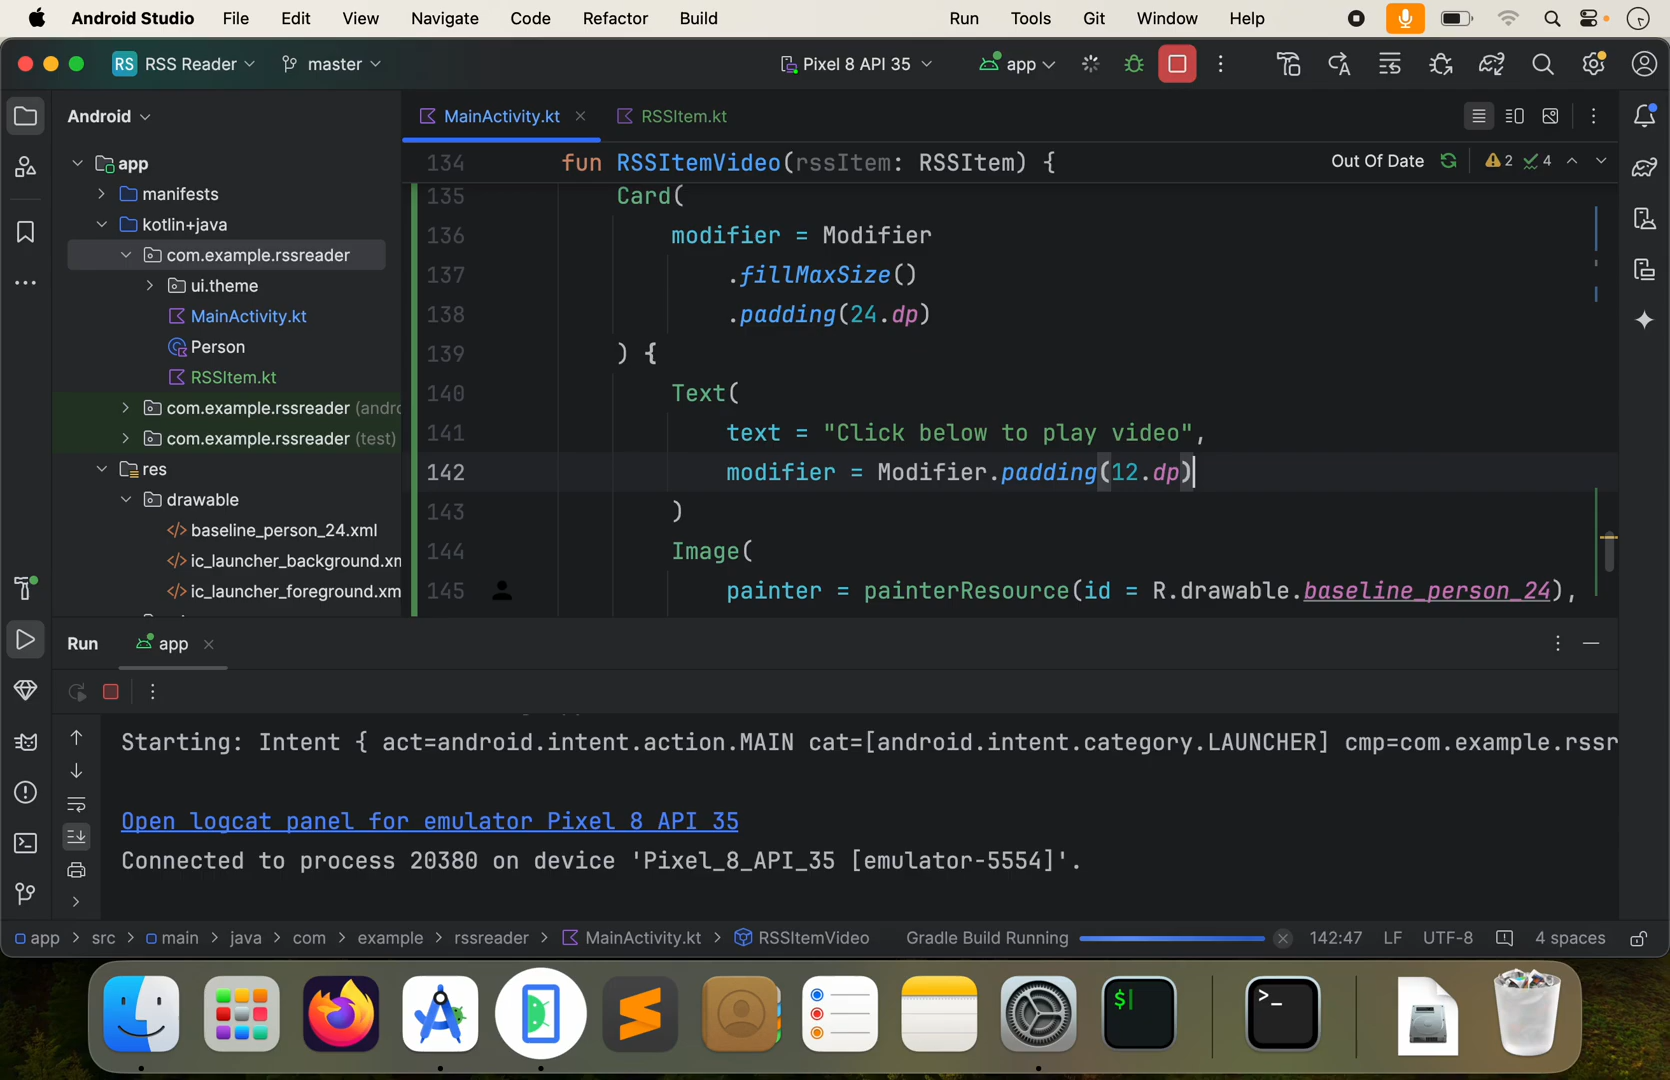 Android Studio File Edit View Navigate Code Refactor Build Run Tools Git Window Help
RS RSS Reader master Pixel 8 API 35 app
Android MainActivity.kt RSSItem.kt
134 fun RSSItemVideo(rssItem: RSSItem) { Out Of Date 2 4
app
manifests
kotlin+java
com.example.rssreader
ui.theme
MainActivity.kt
Person
RSSItem.kt
com.example.rssreader (andro
com.example.rssreader (test)
res
drawable
baseline_person_24.xml
ic_launcher_background.xm
ic_launcher_foreground.xm
135 Card(
136 modifier = Modifier
137 .fillMaxSize()
138 .padding(24.dp)
139 ) {
140 Text(
141 text = "Click below to play video",
142 modifier = Modifier.padding(12.dp)
143 )
144 Image(
145 painter = painterResource(id = R.drawable.baseline_person_24),
Run app
Starting: Intent { act=android.intent.action.MAIN cat=[android.intent.category.LAUNCHER] cmp=com.example.rssr
Open logcat panel for emulator Pixel 8 API 35
Connected to process 20380 on device 'Pixel_8_API_35 [emulator-5554]'.
app > src > main > java > com > example > rssreader > MainActivity.kt > RSSItemVideo Gradle Build Running 142:47 LF UTF-8 4 spaces